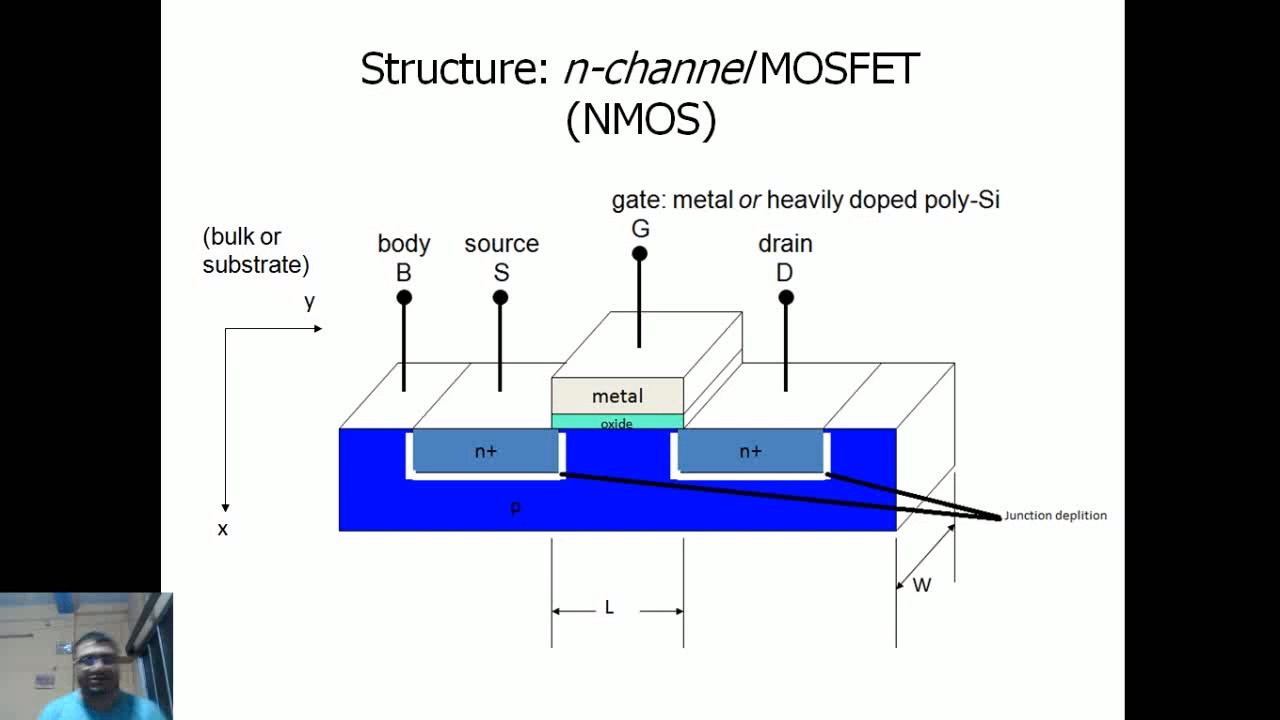 Structure: n-channel MOSFET
(NMOS)
gate: metal or heavily doped poly-Si
G
(bulk or
substrate)
body
B
source
S
drain
D
y
x
metal
oxide
n+
n+
p
Junction deplition
W
L